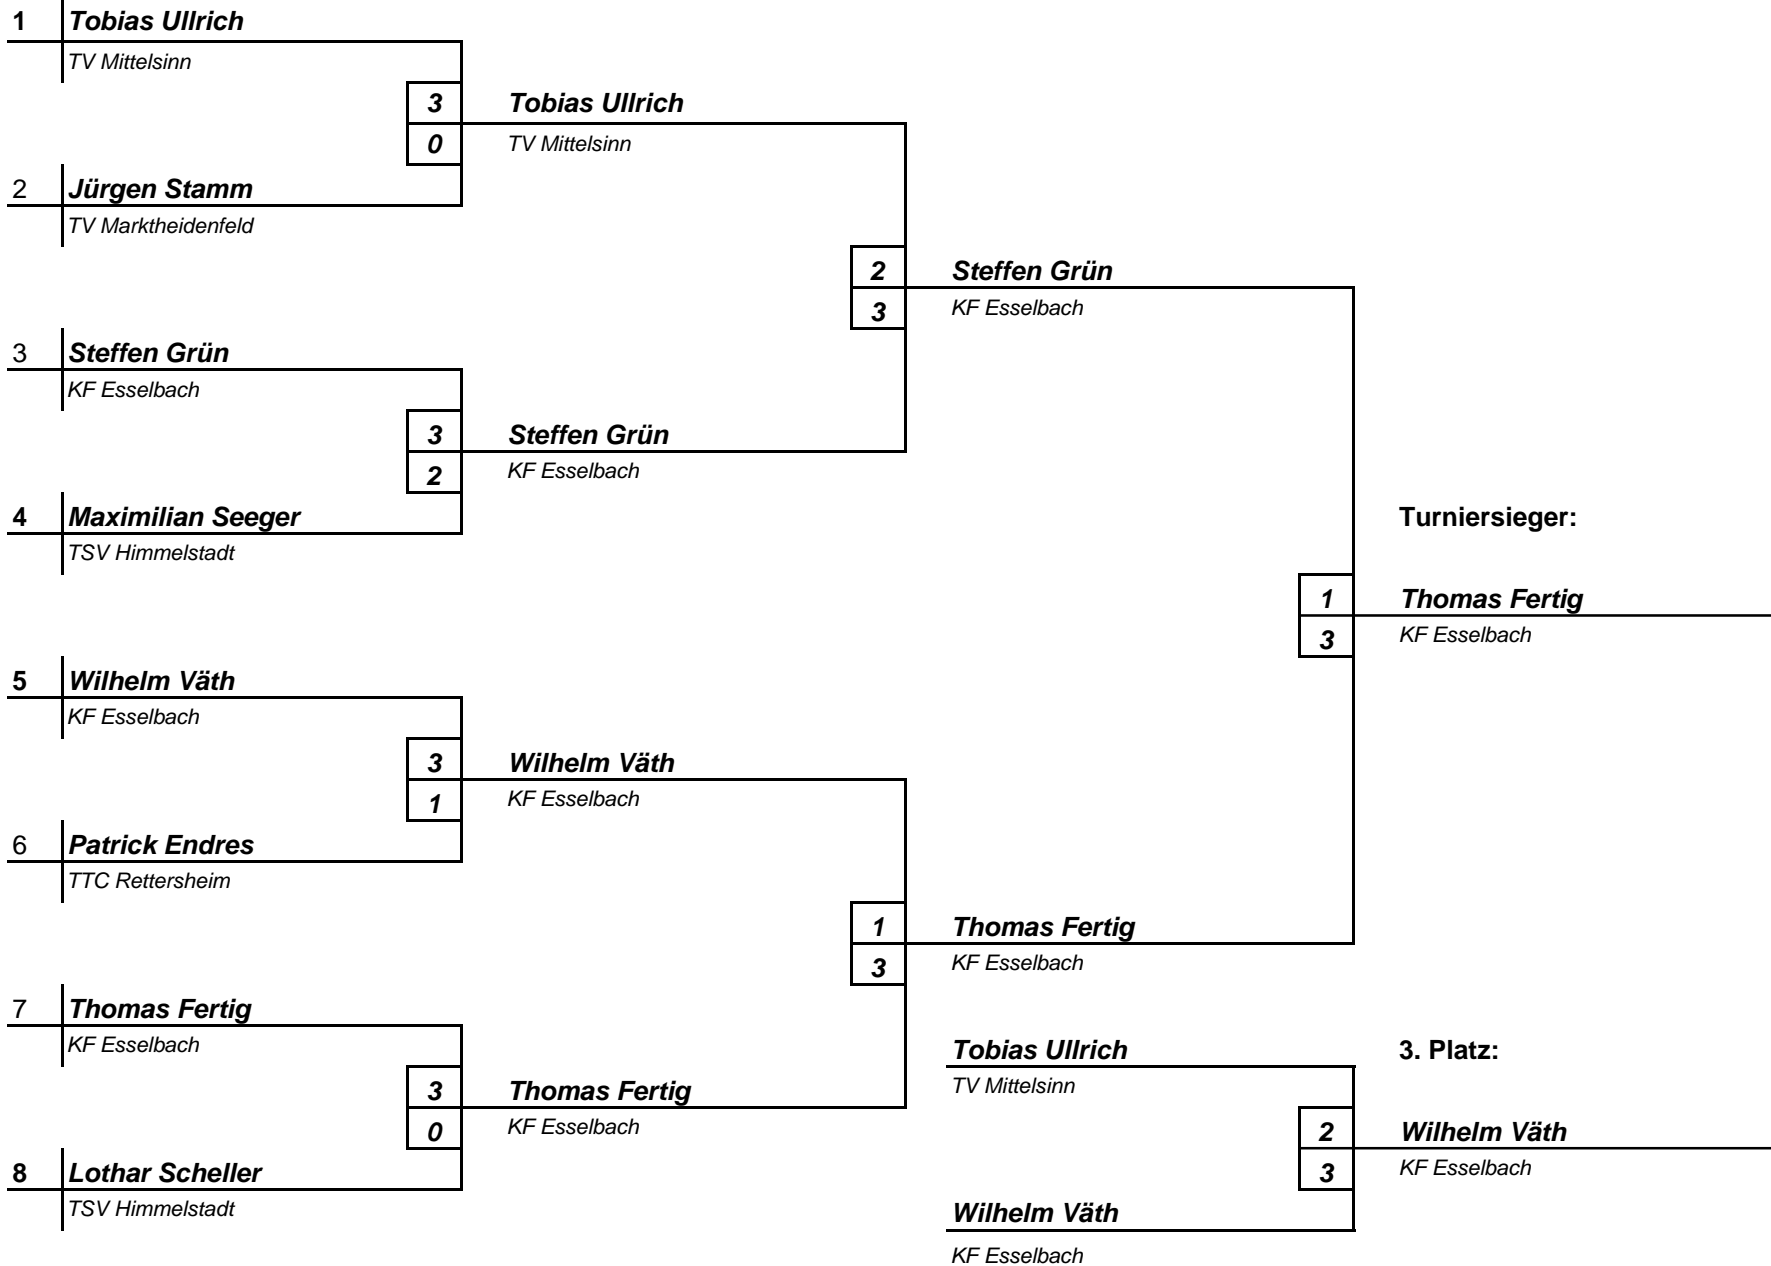 1 Tobias Ullrich
TV Mittelsinn
3 Tobias Ullrich
0 TV Mittelsinn
2 Jürgen Stamm
TV Marktheidenfeld
2 Steffen Grün
3 KF Esselbach
3 Steffen Grün
KF Esselbach
3 Steffen Grün
2 KF Esselbach
4 Maximilian Seeger Turniersieger:
TSV Himmelstadt
1 Thomas Fertig
3 KF Esselbach
5 Wilhelm Väth
KF Esselbach
3 Wilhelm Väth
1 KF Esselbach
6 Patrick Endres
TTC Rettersheim
1 Thomas Fertig
3 KF Esselbach
7 Thomas Fertig
KF Esselbach Tobias Ullrich 3. Platz:
3 Thomas Fertig TV Mittelsinn
0 KF Esselbach 2 Wilhelm Väth
8 Lothar Scheller 3 KF Esselbach
TSV Himmelstadt Wilhelm Väth
KF Esselbach